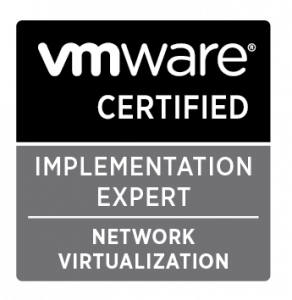 vmware®
CERTIFIED
IMPLEMENTATION
EXPERT
NETWORK
VIRTUALIZATION